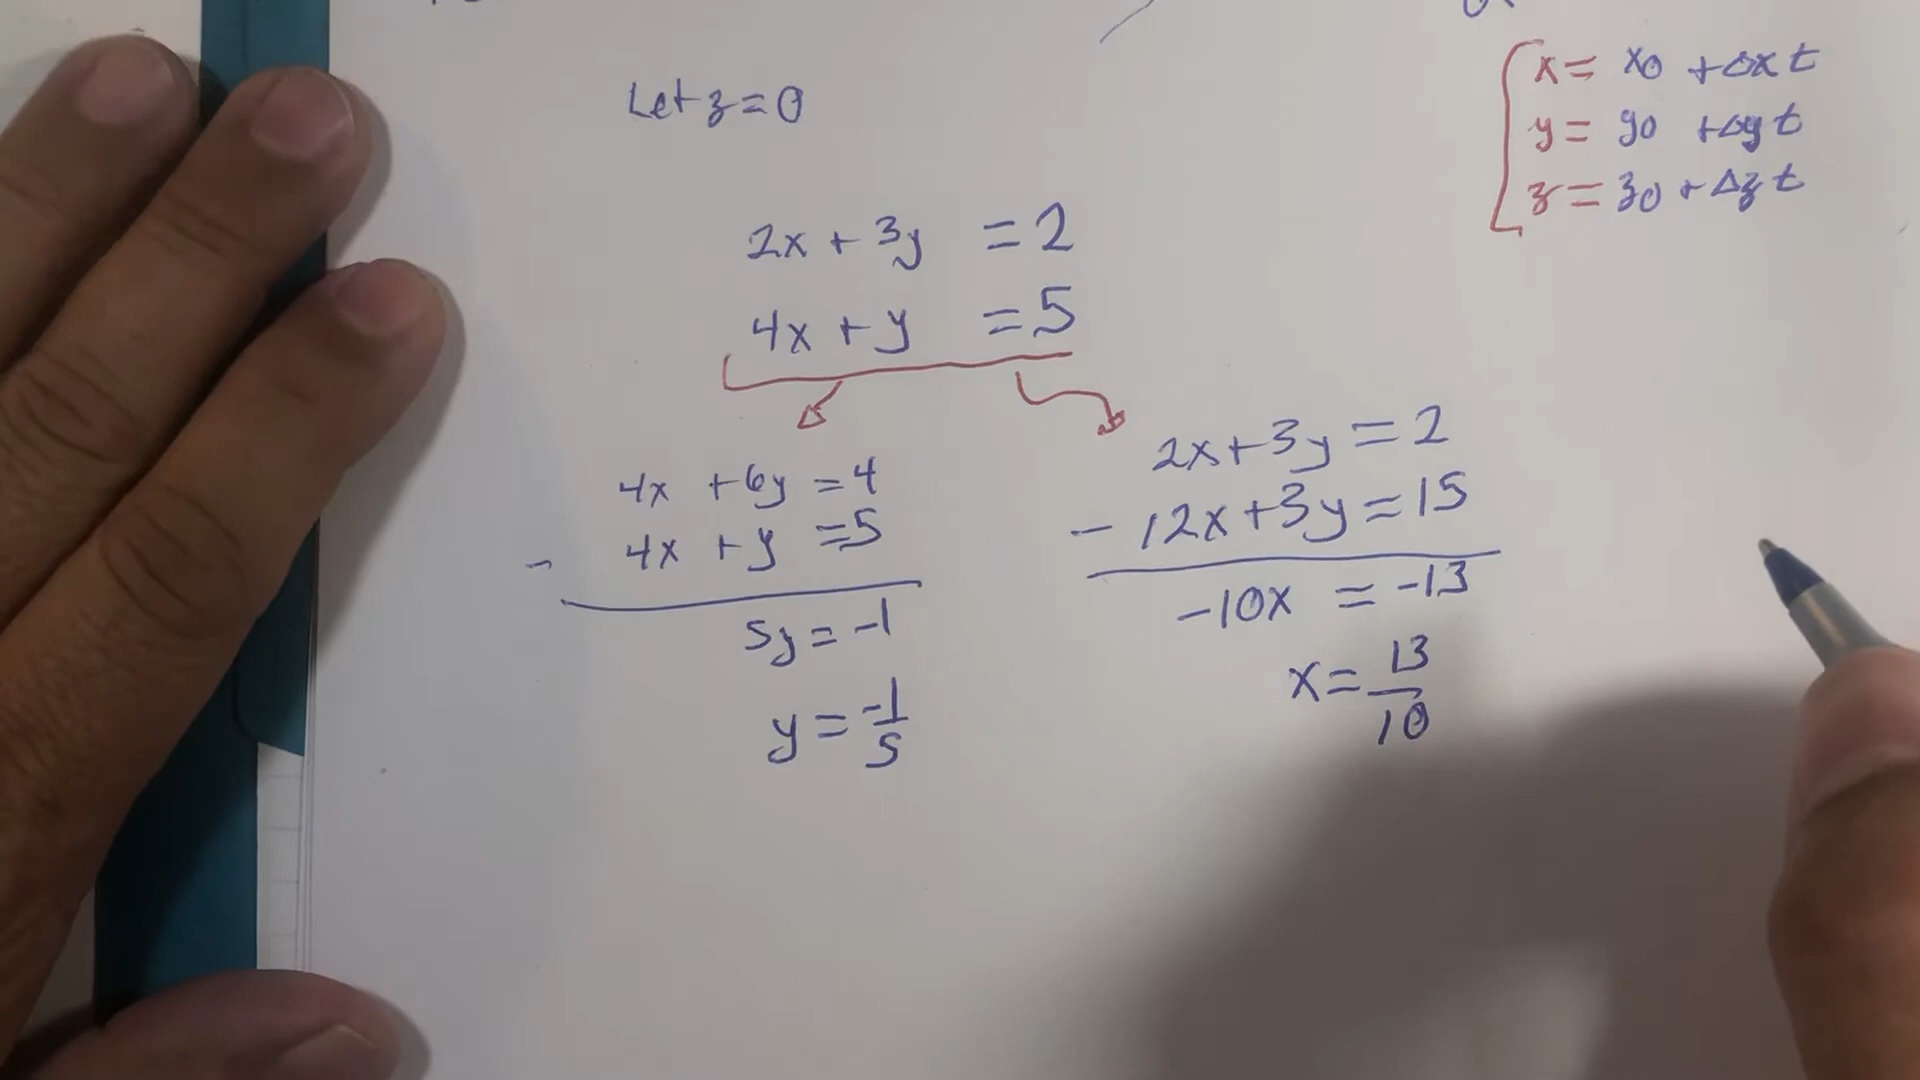 Let z=0
x= x0 +Δx t
y= y0 +Δy t
z= z0 +Δz t
2x+3y =2
4x+y =5
4x +6y =4
- 4x +y =5
5y=-1
y=-1/5
2x+3y=2
- 12x+3y=15
-10x =-13
x=13/10